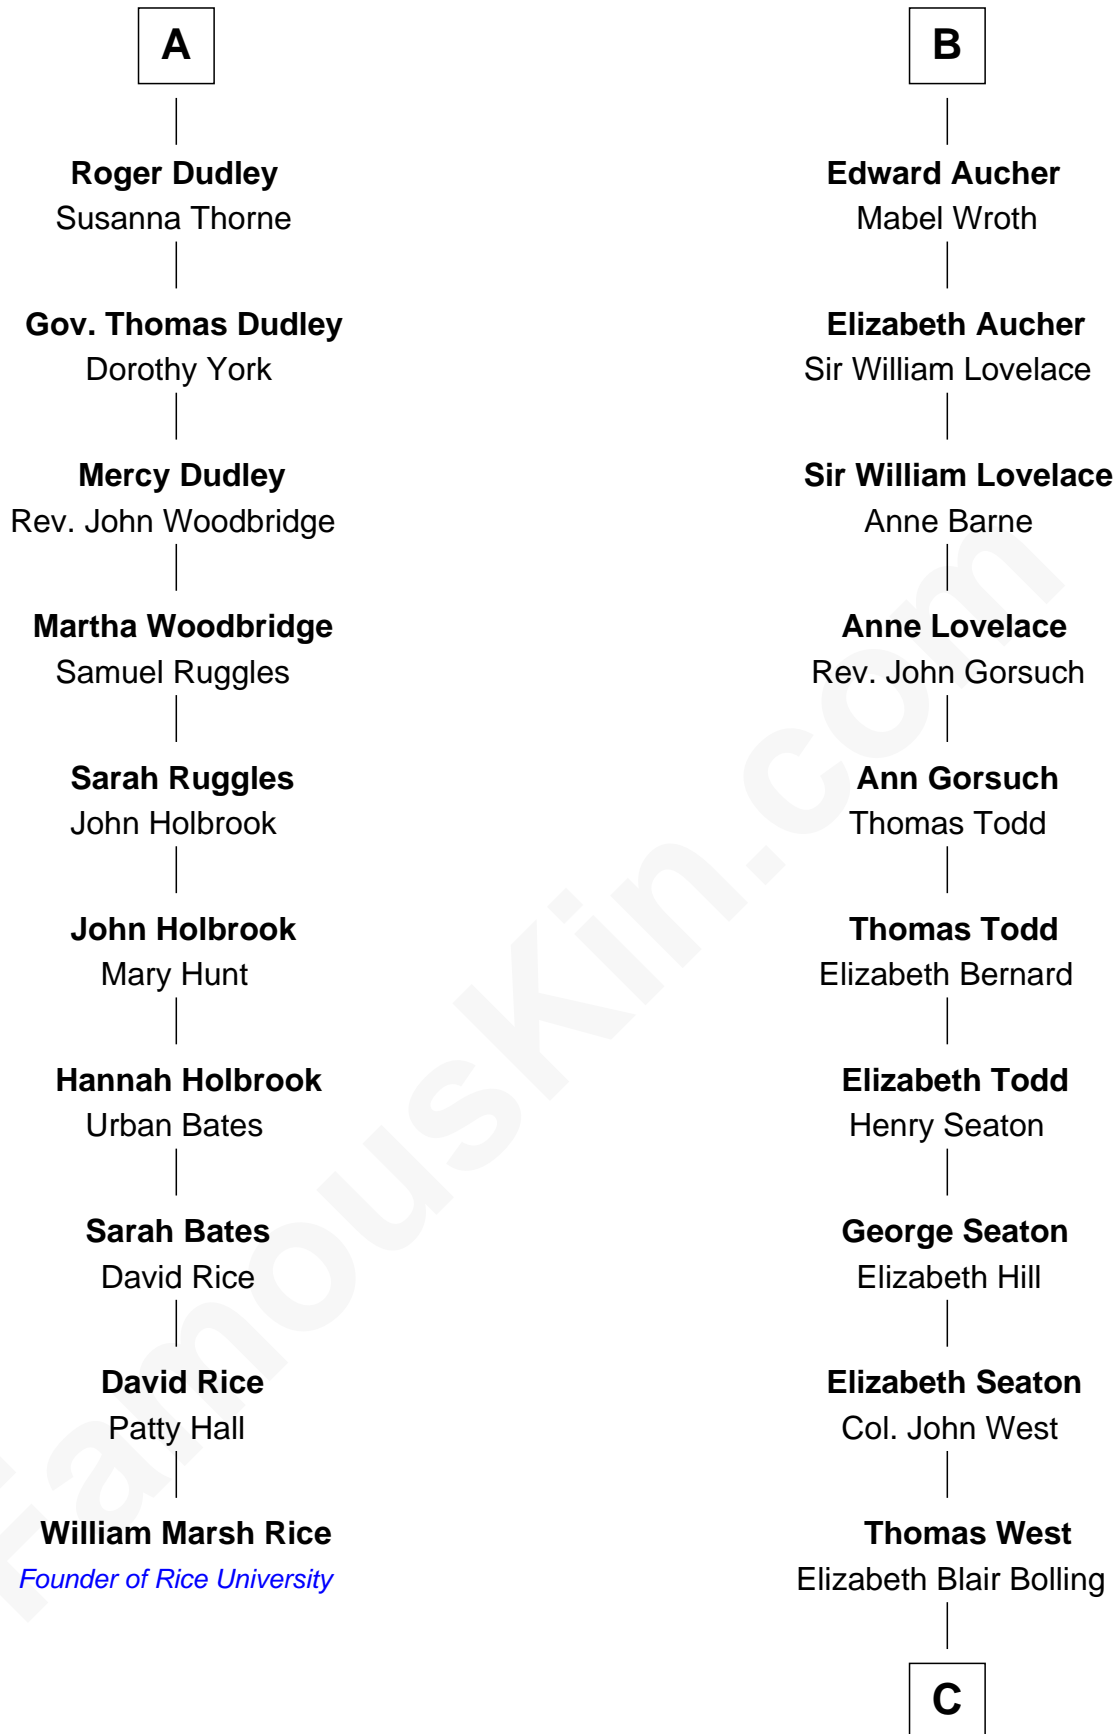 A
Roger Dudley
Susanna Thorne
Gov. Thomas Dudley
Dorothy York
Mercy Dudley
Rev. John Woodbridge
Martha Woodbridge
Samuel Ruggles
Sarah Ruggles
John Holbrook
John Holbrook
Mary Hunt
Hannah Holbrook
Urban Bates
Sarah Bates
David Rice
David Rice
Patty Hall
William Marsh Rice
Founder of Rice University
B
Edward Aucher
Mabel Wroth
Elizabeth Aucher
Sir William Lovelace
Sir William Lovelace
Anne Barne
Anne Lovelace
Rev. John Gorsuch
Ann Gorsuch
Thomas Todd
Thomas Todd
Elizabeth Bernard
Elizabeth Todd
Henry Seaton
George Seaton
Elizabeth Hill
Elizabeth Seaton
Col. John West
Thomas West
Elizabeth Blair Bolling
C
FamousKin.com